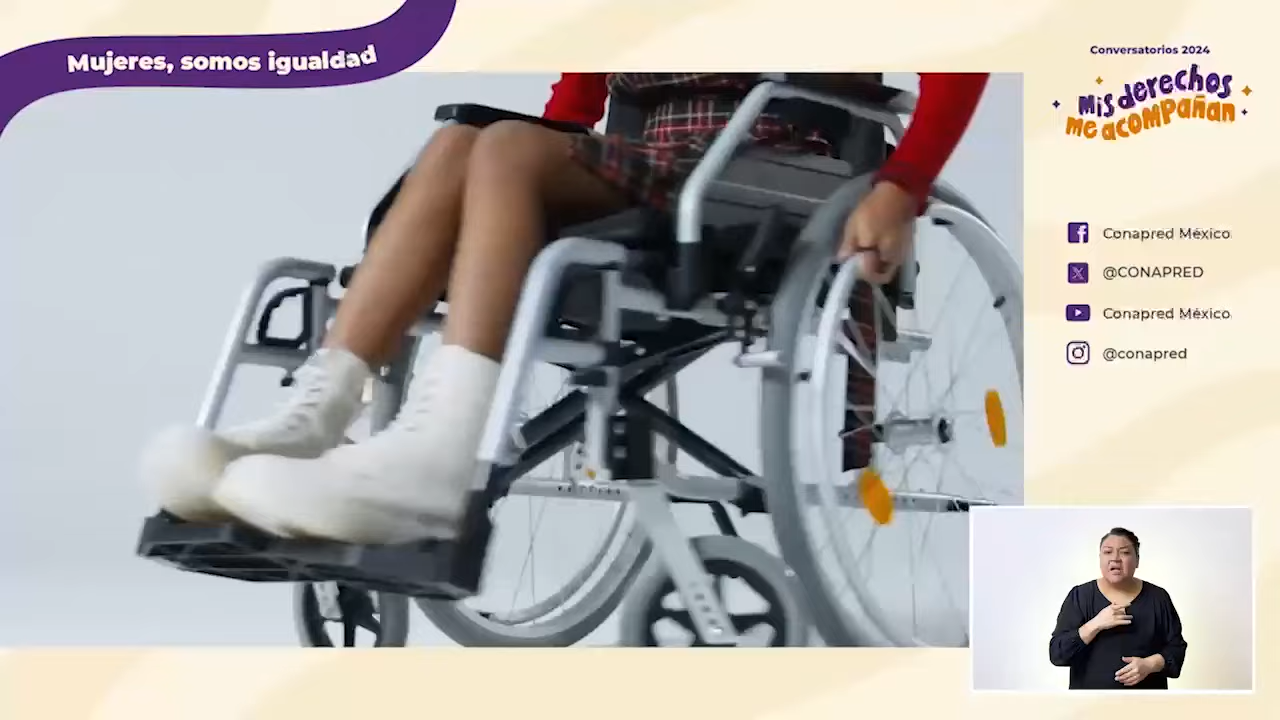 Mujeres, somos igualdad
Conversatorios 2024
Mis derechos
me acompañan
Conapred México
@CONAPRED
Conapred México
@conapred